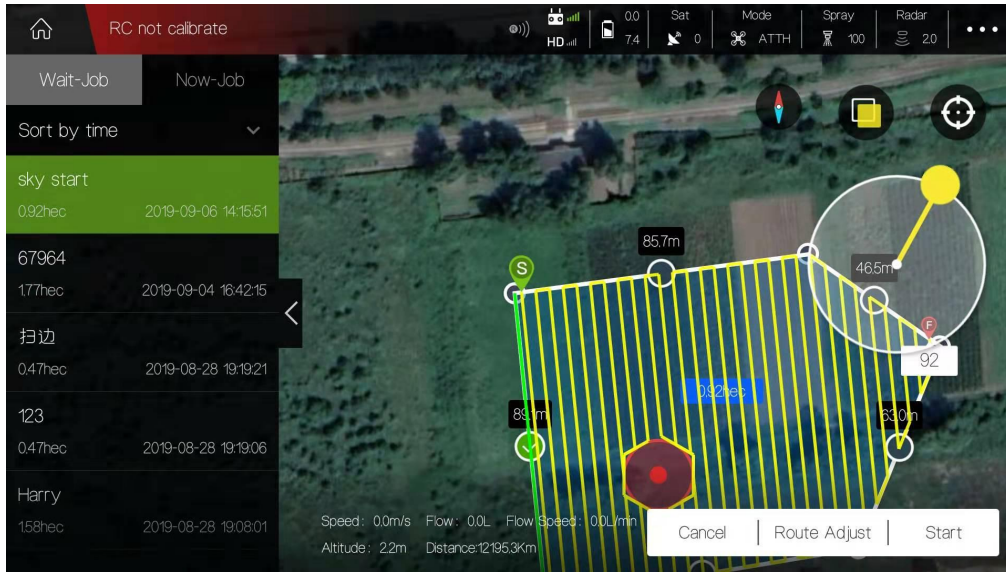 RC not calibrate
HD
0.0
7.4
Sat
0
Mode
ATTH
Spray
100
Radar
2.0
Wait-Job
Now-Job
Sort by time
sky start
0.92hec
2019-09-06 14:15:51
67964
1.77hec
2019-09-04 16:42:15
扫边
0.47hec
2019-08-28 19:19:21
123
0.47hec
2019-08-28 19:19:06
Harry
1.58hec
2019-08-28 19:08:01
S
85.7m
46.5m
F
92
0.92hec
63.0m
Speed: 0.0m/s Flow: 0.0L Flow Speed: 0.0L/min
Altitude: 2.2m Distance:12195.3Km
Cancel
Route Adjust
Start